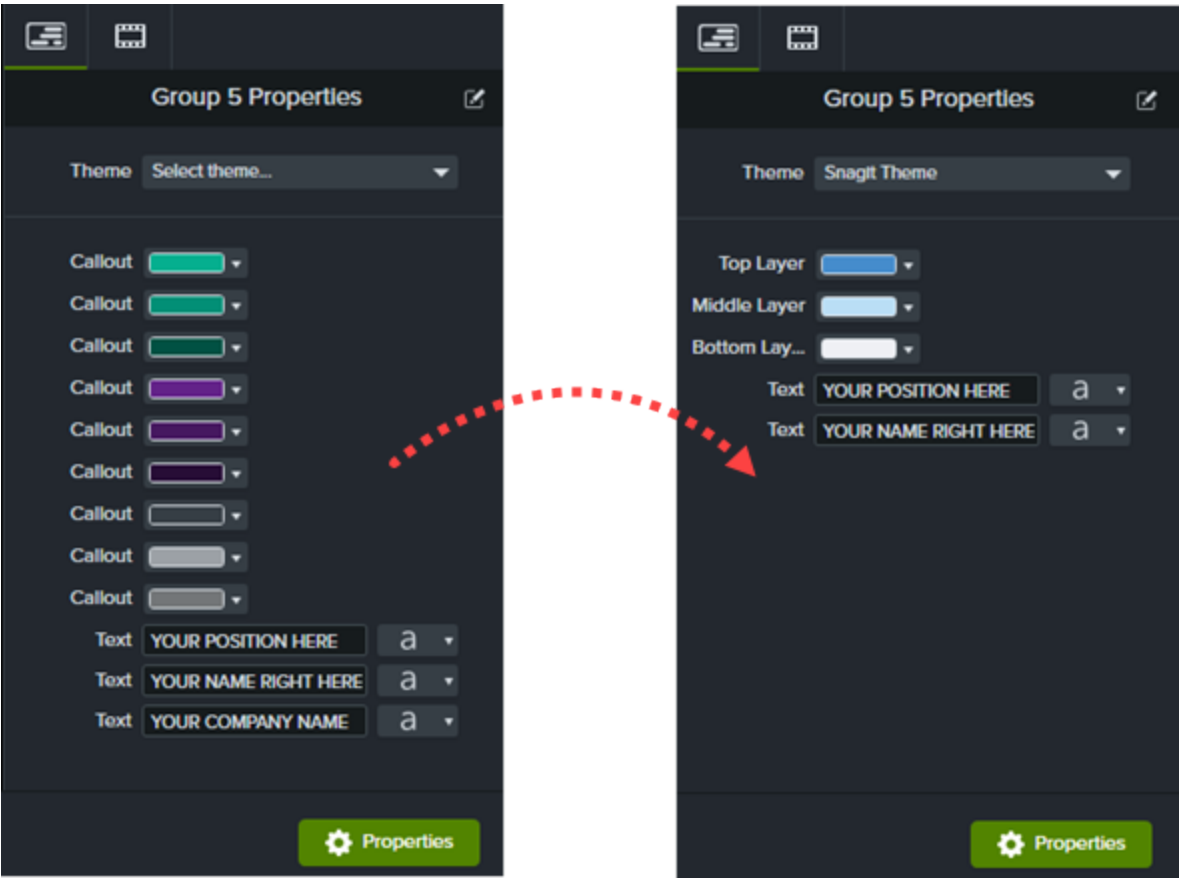 Group 5 Properties
Theme Select theme...
Callout
Callout
Callout
Callout
Callout
Callout
Callout
Callout
Callout
Text YOUR POSITION HERE a
Text YOUR NAME RIGHT HERE a
Text YOUR COMPANY NAME a
Properties
Group 5 Properties
Theme SnagIt Theme
Top Layer
Middle Layer
Bottom Lay...
Text YOUR POSITION HERE a
Text YOUR NAME RIGHT HERE a
Properties